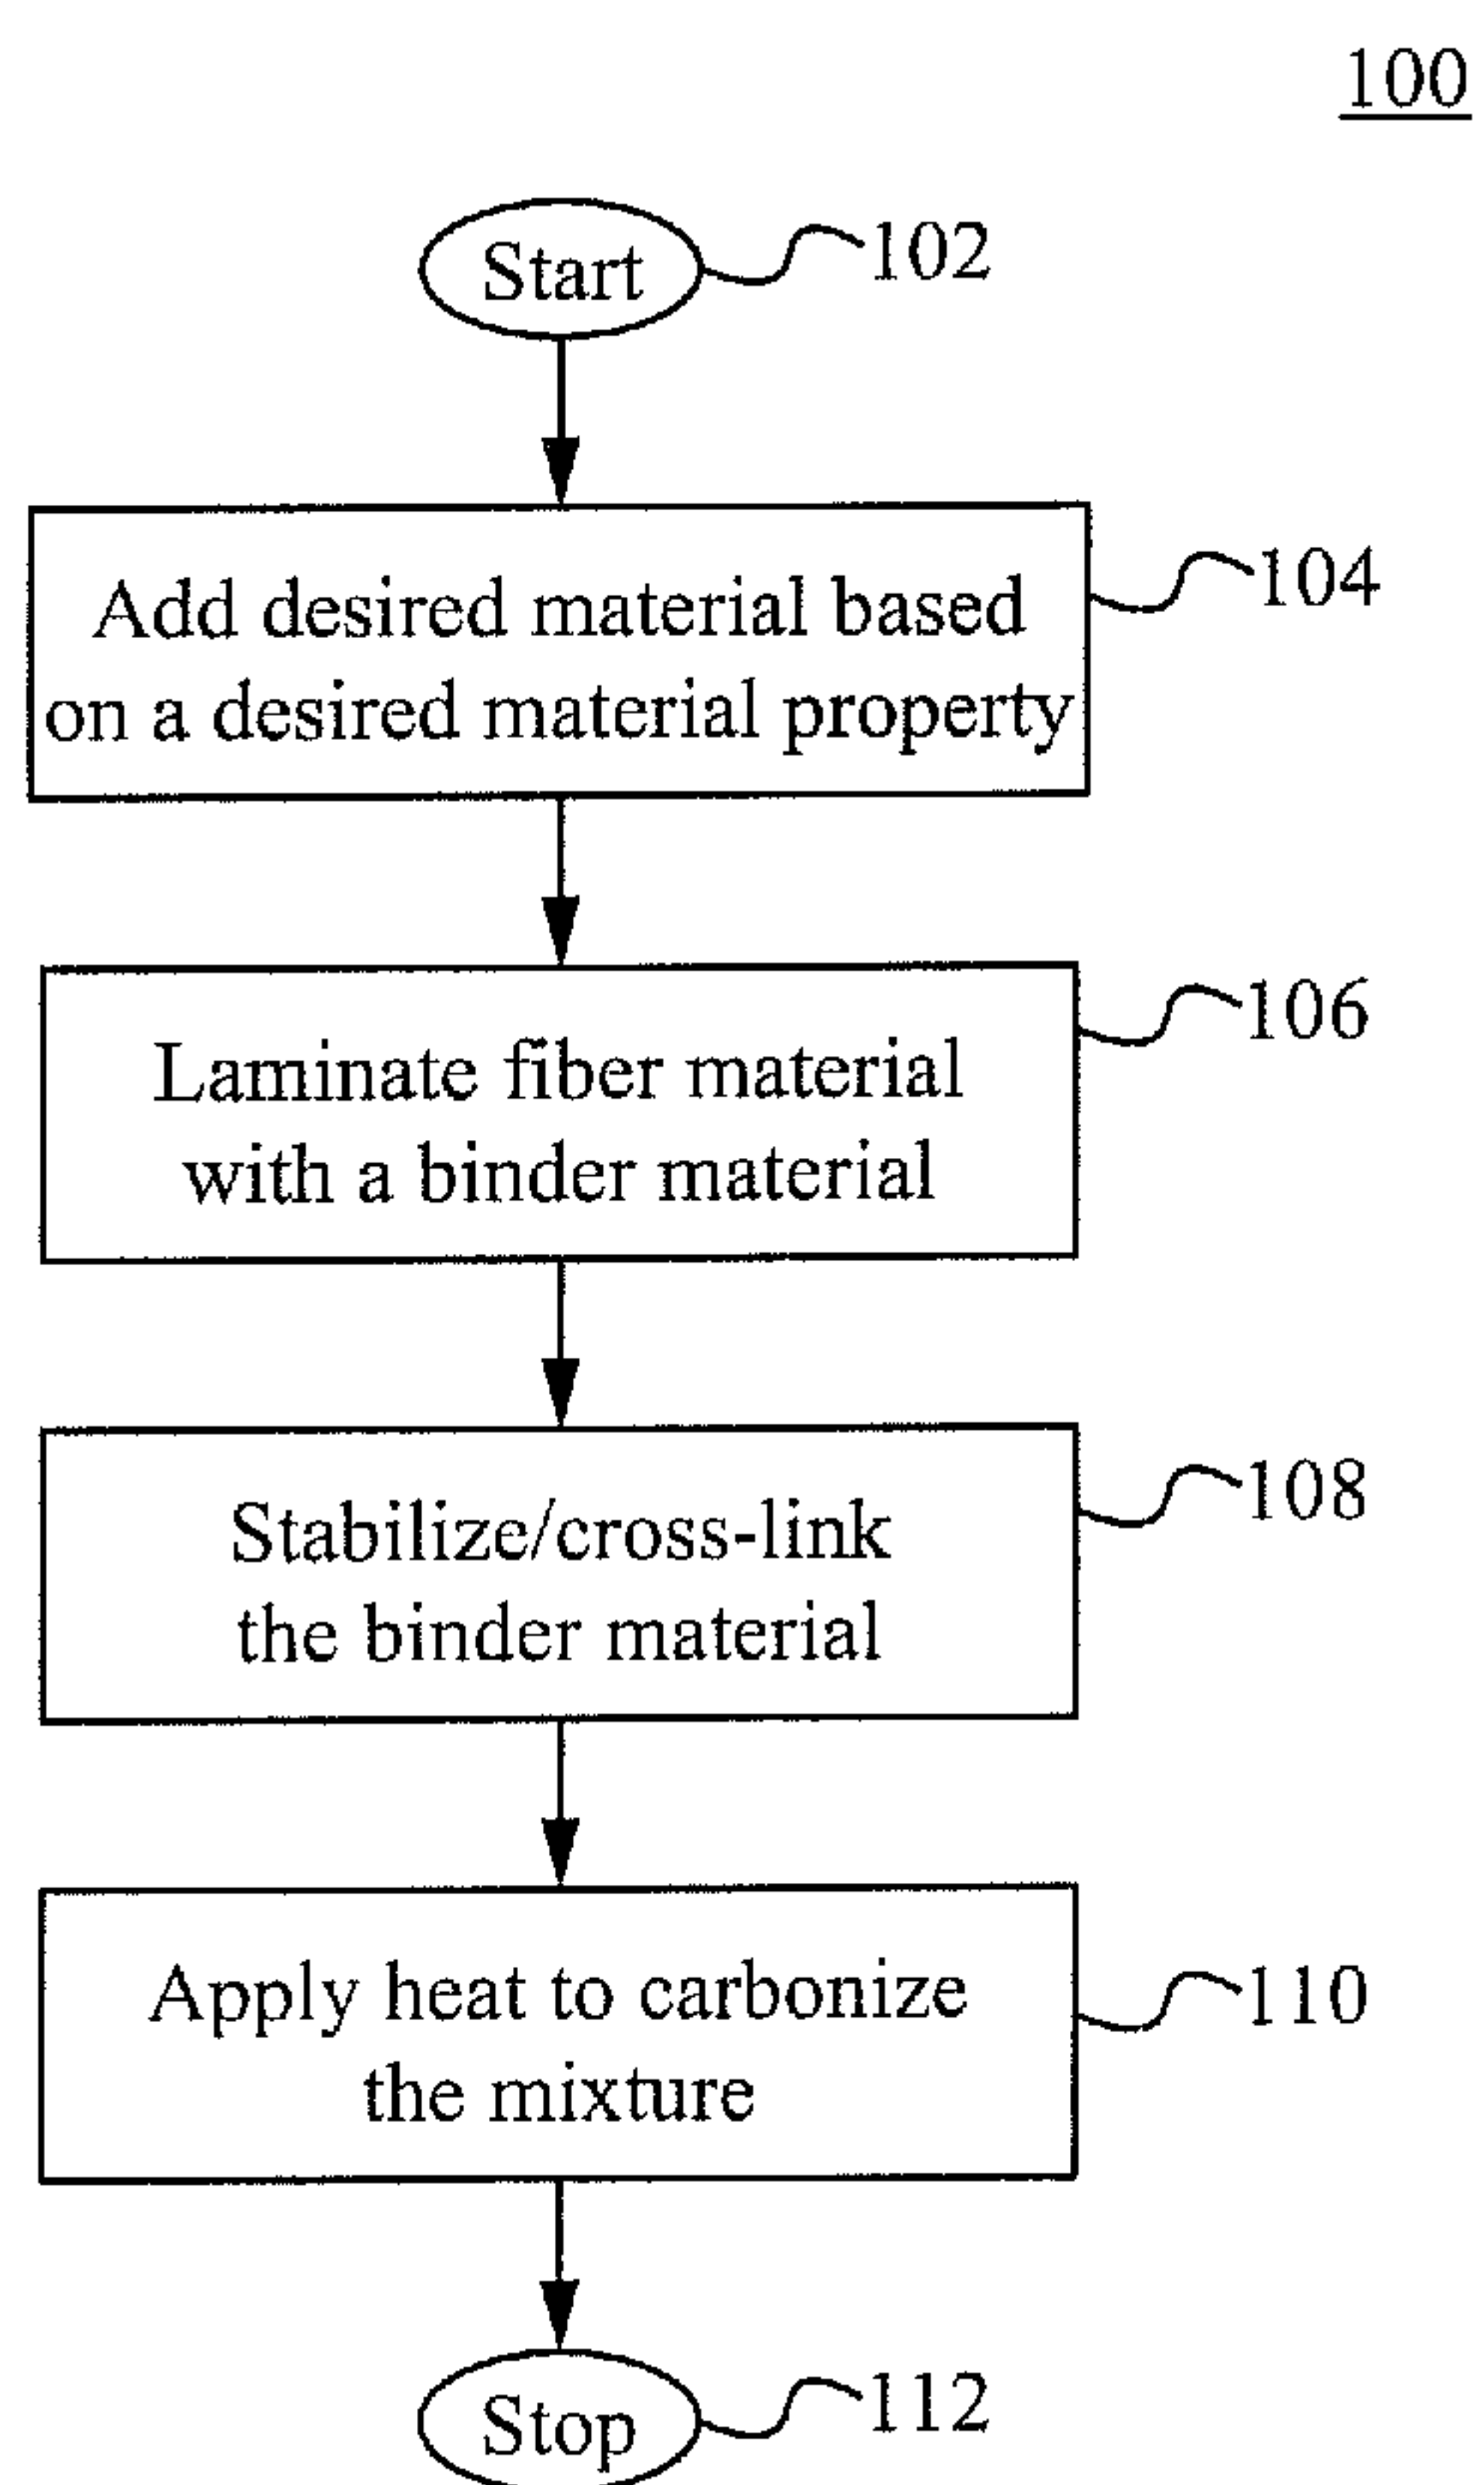 100
Start
102
Add desired material based
on a desired material property
104
Laminate fiber material
with a binder material
106
Stabilize/cross-link
the binder material
108
Apply heat to carbonize
the mixture
110
Stop
112